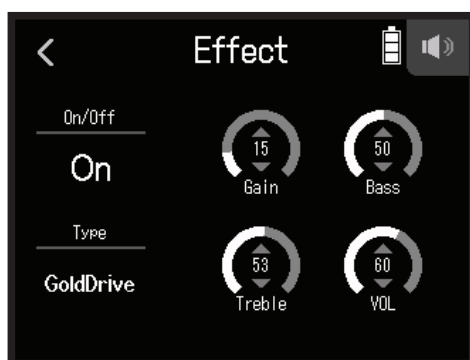 Effect
On/Off
On
15
Gain
50
Bass
Type
GoldDrive
53
Treble
60
VOL